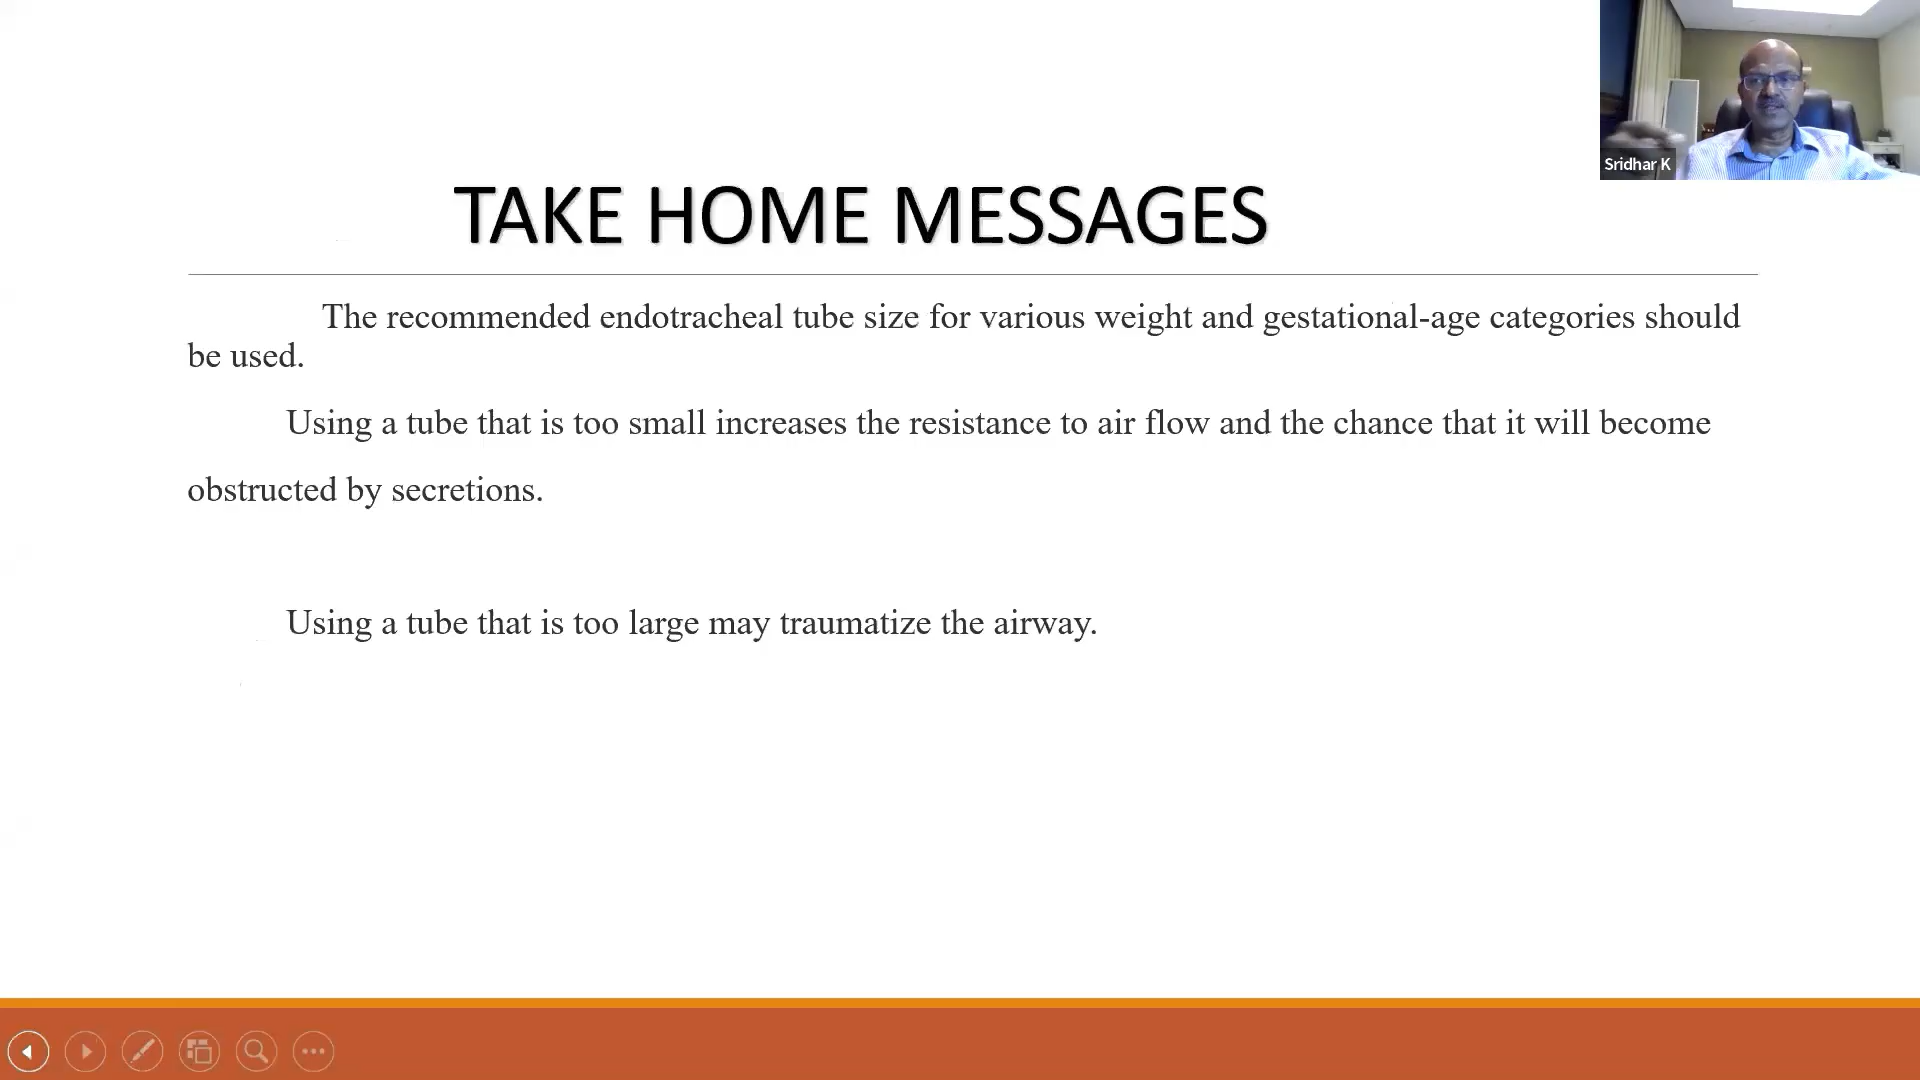 Sridhar K
TAKE HOME MESSAGES
The recommended endotracheal tube size for various weight and gestational-age categories should
be used.
Using a tube that is too small increases the resistance to air flow and the chance that it will become
obstructed by secretions.
Using a tube that is too large may traumatize the airway.